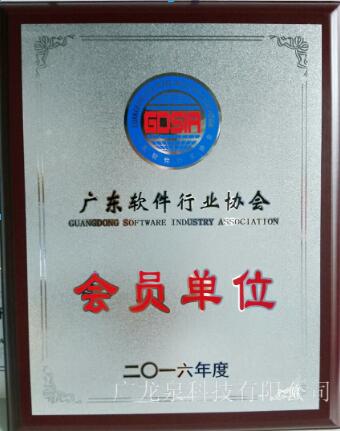 GDSIA
广东软件行业协会
GUANGDONG SOFTWARE INDUSTRY ASSOCIATION
会员单位
二〇一六年度
广龙泉科技有限公司